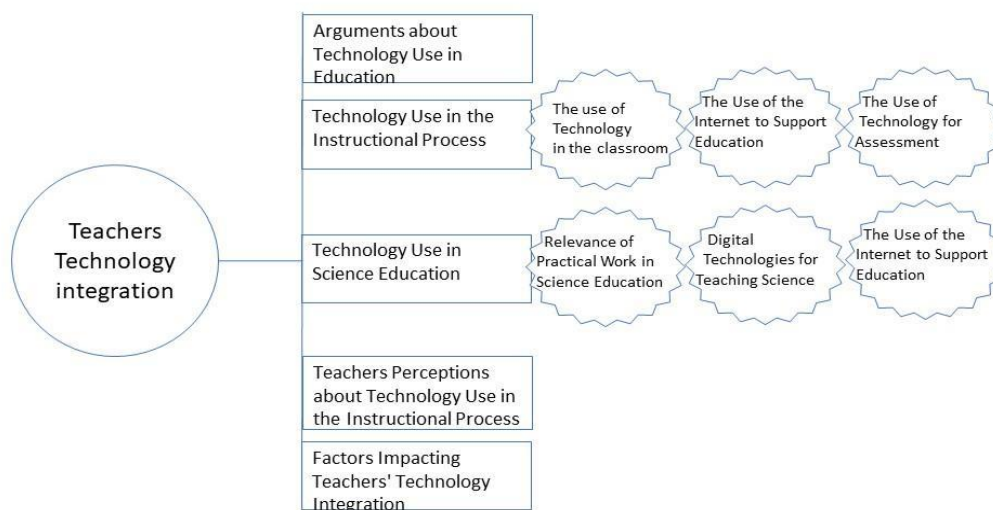 Teachers
Technology
integration
Arguments about
Technology Use in
Education
Technology Use in the
Instructional Process
The use of
Technology
in the classroom
The Use of the
Internet to Support
Education
The Use of
Technology for
Assessment
Technology Use in
Science Education
Relevance of
Practical Work in
Science Education
Digital
Technologies for
Teaching Science
The Use of the
Internet to Support
Education
Teachers Perceptions
about Technology Use in
the Instructional Process
Factors Impacting
Teachers' Technology
Integration